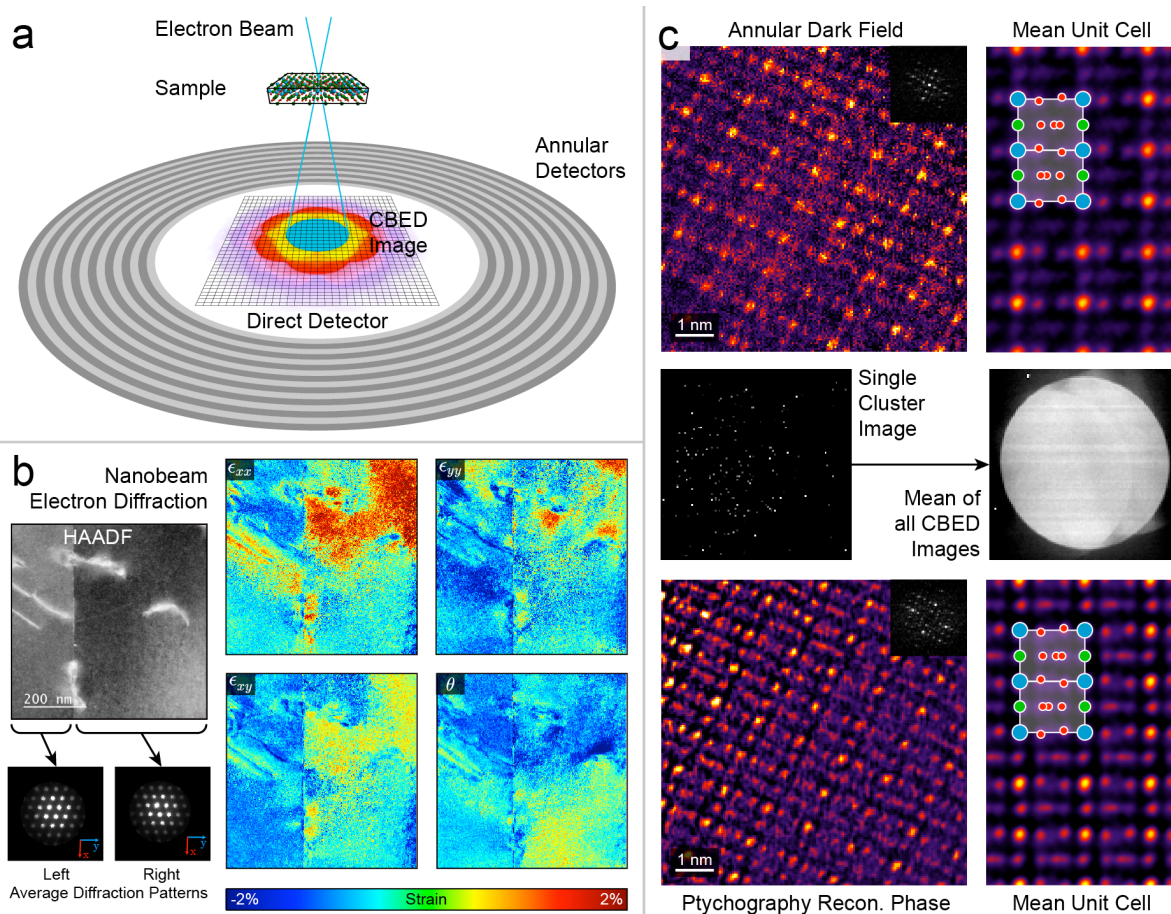 a
Electron Beam
Sample
Annular
Detectors
CBED
Image
Direct Detector
b
Nanobeam
Electron Diffraction
HAADF
200 nm
y
x
y
x
Left
Right
Average Diffraction Patterns
ϵxx
ϵyy
ϵxy
θ
-2%
Strain
2%
c
Annular Dark Field
Mean Unit Cell
1 nm
Single
Cluster
Image
Mean of
all CBED
Images
1 nm
Ptychography Recon. Phase
Mean Unit Cell